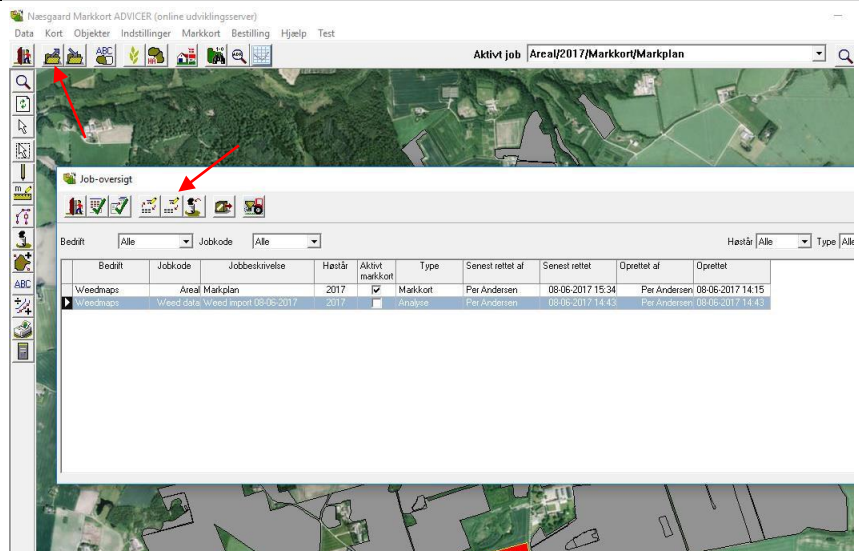 Næsgaard Markkort ADVICER (online udviklingsserver)
Data Kort Objekter Indstillinger Markkort Bestilling Hjælp Test
ABC
Aktivt job Areal/2017/Markkort/Markplan
m
Job-oversigt
Bedrift Alle Jobkode Alle Høstår Alle Type Alle
ABC
Bedrift Jobkode Jobbeskrivelse Høstår Aktivt markkort Type Senest rettet af Senest rettet Oprettet af Oprettet
Weedmaps Areal Markplan 2017 Markkort Per Andersen 08-06-2017 15:34 Per Andersen 08-06-2017 14:15
Weedmaps Weed data Weed import 08-06-2017 2017 Analyse Per Andersen 08-06-2017 14:43 Per Andersen 08-06-2017 14:43